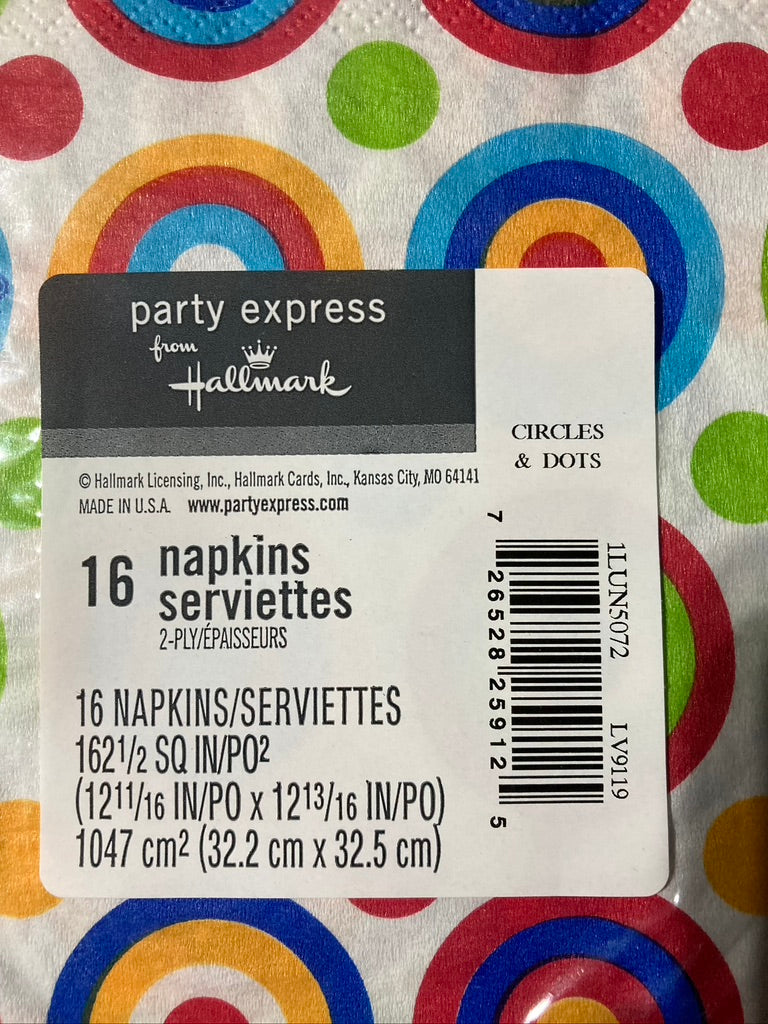 party express
from
Hallmark
CIRCLES
& DOTS
© Hallmark Licensing, Inc., Hallmark Cards, Inc., Kansas City, MO 64141
MADE IN U.S.A. www.partyexpress.com
16 napkins
serviettes
2-PLY/ÉPAISSEURS
16 NAPKINS/SERVIETTES
162 1/2 SQ IN/PO²
(12 11/16 IN/PO x 12 13/16 IN/PO)
1047 cm² (32.2 cm x 32.5 cm)
1LUN5072 LV9119
7 26528 25912 5